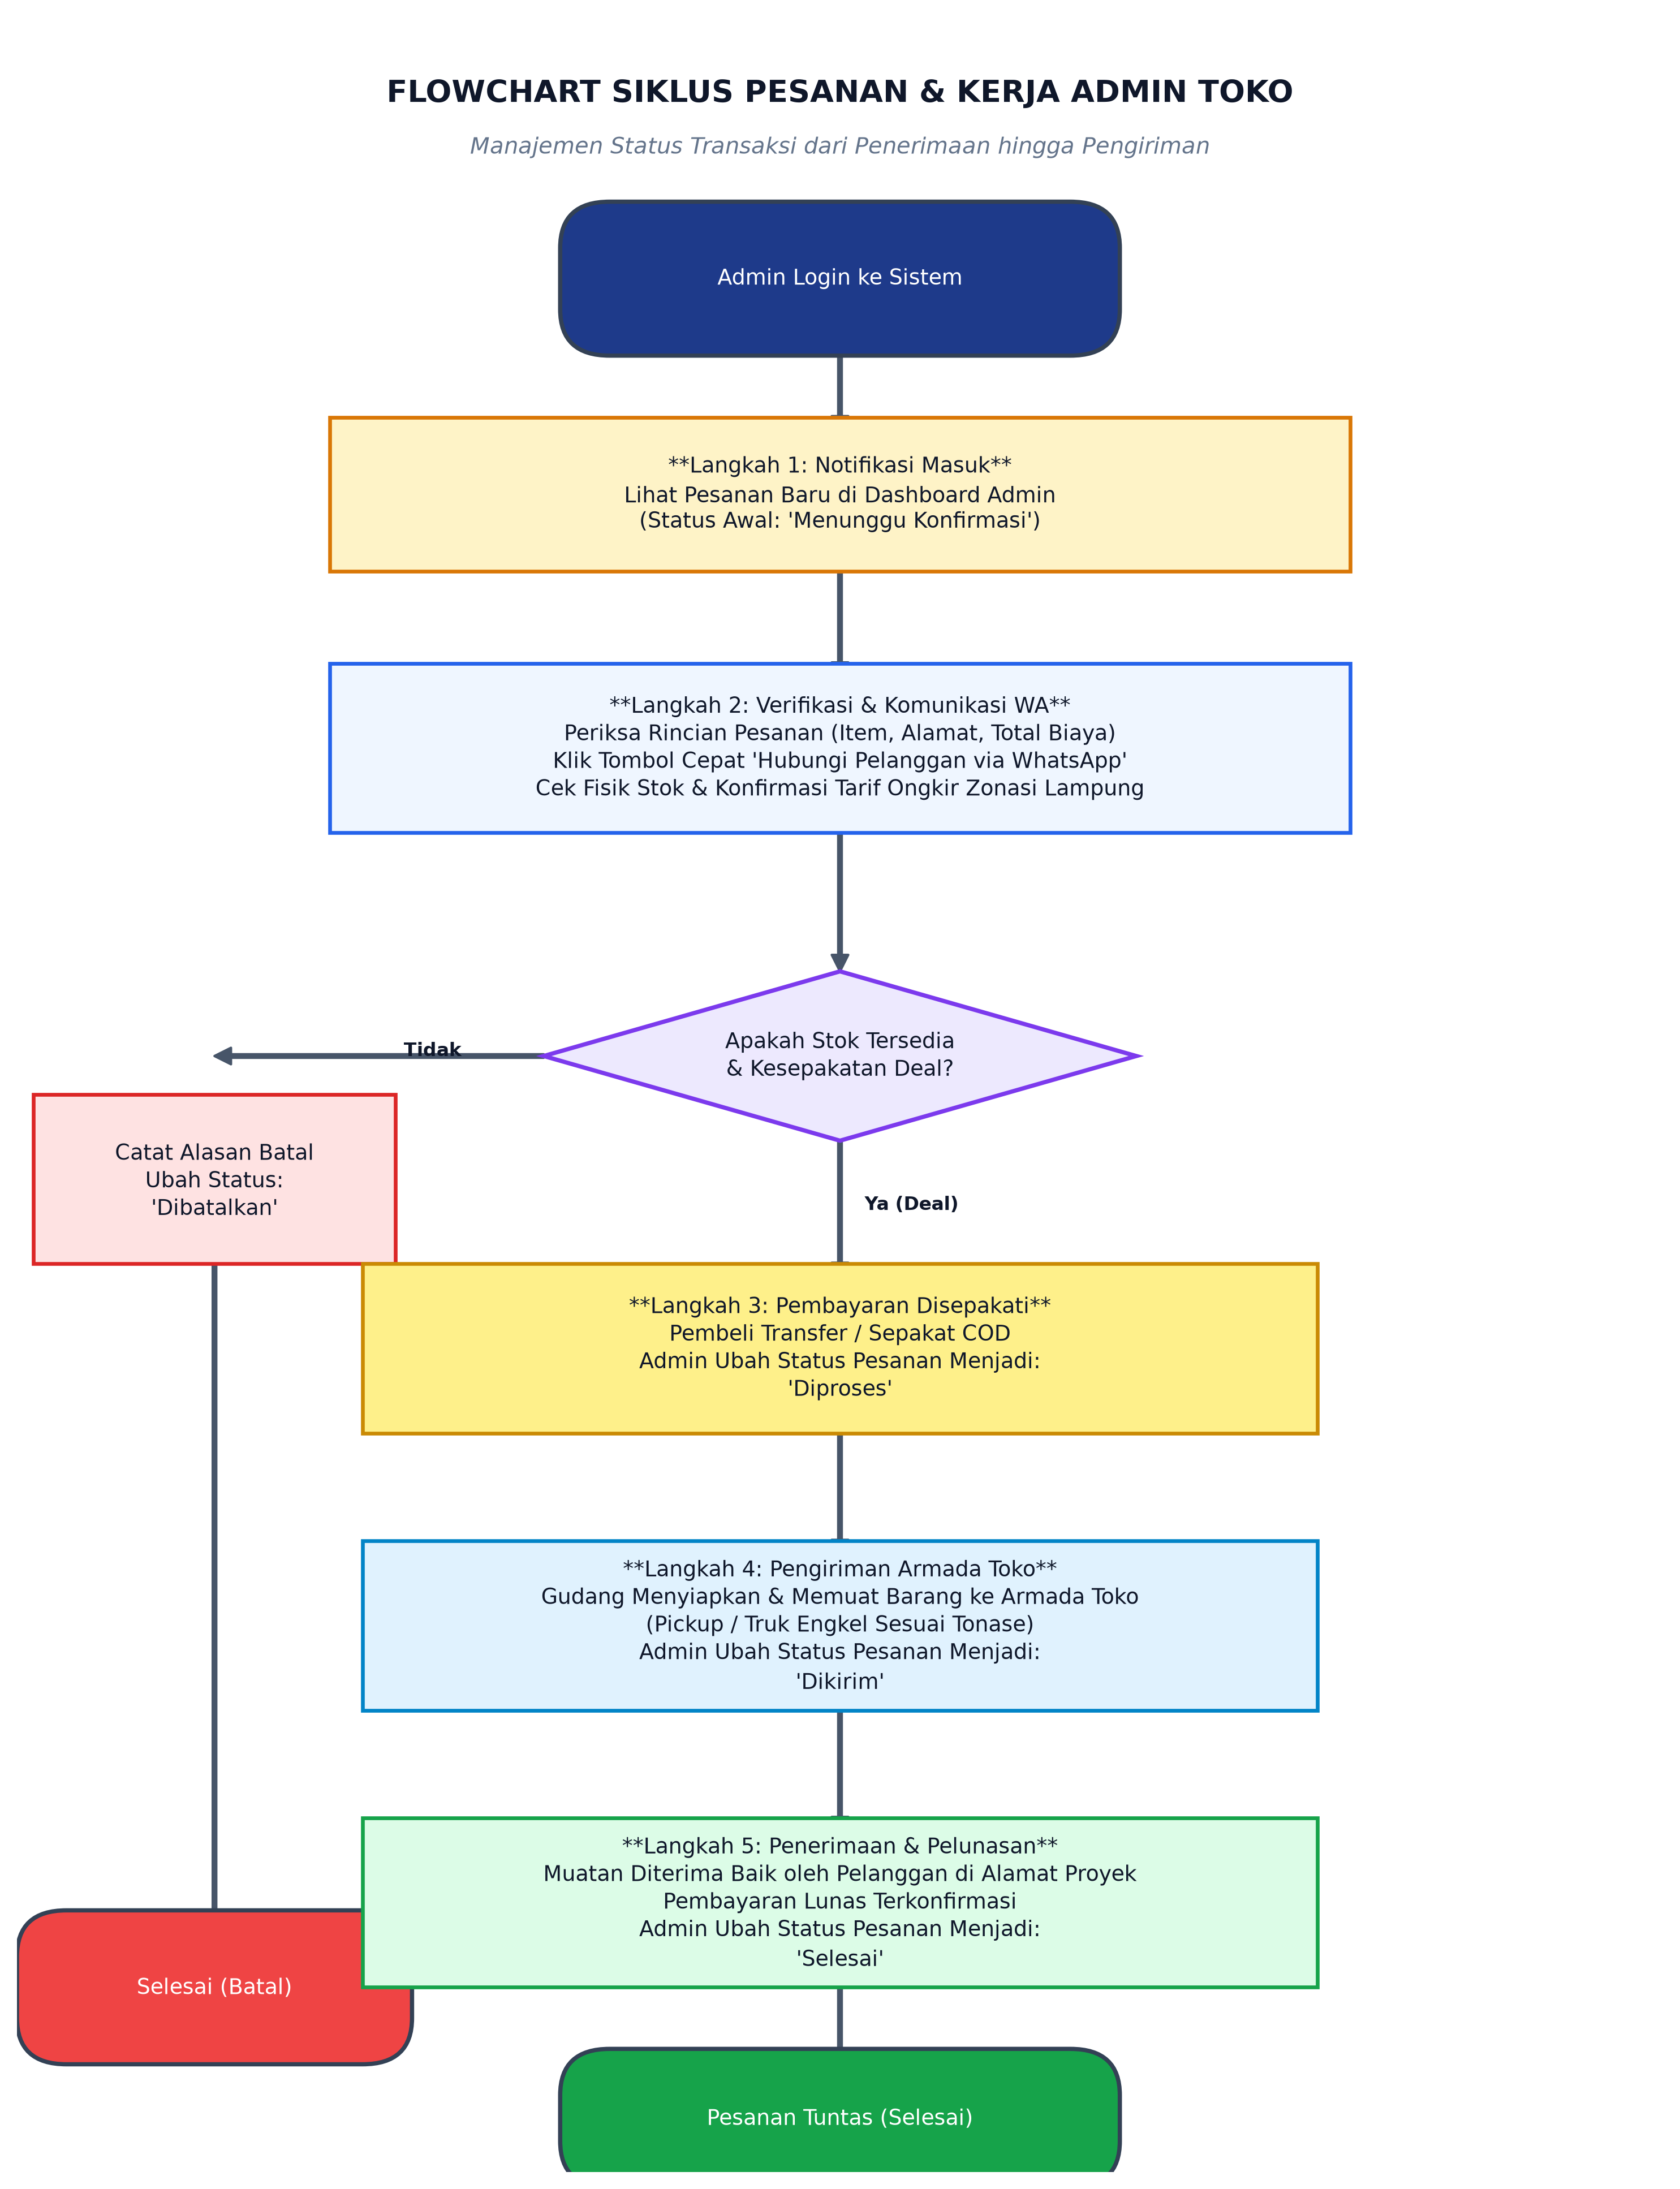 FLOWCHART SIKLUS PESANAN & KERJA ADMIN TOKO
Manajemen Status Transaksi dari Penerimaan hingga Pengiriman
Admin Login ke Sistem
**Langkah 1: Notifikasi Masuk**
Lihat Pesanan Baru di Dashboard Admin
(Status Awal: 'Menunggu Konfirmasi')
**Langkah 2: Verifikasi & Komunikasi WA**
Periksa Rincian Pesanan (Item, Alamat, Total Biaya)
Klik Tombol Cepat 'Hubungi Pelanggan via WhatsApp'
Cek Fisik Stok & Konfirmasi Tarif Ongkir Zonasi Lampung
Apakah Stok Tersedia
& Kesepakatan Deal?
Tidak
Catat Alasan Batal
Ubah Status:
'Dibatalkan'
Ya (Deal)
**Langkah 3: Pembayaran Disepakati**
Pembeli Transfer / Sepakat COD
Admin Ubah Status Pesanan Menjadi:
'Diproses'
**Langkah 4: Pengiriman Armada Toko**
Gudang Menyiapkan & Memuat Barang ke Armada Toko
(Pickup / Truk Engkel Sesuai Tonase)
Admin Ubah Status Pesanan Menjadi:
'Dikirim'
**Langkah 5: Penerimaan & Pelunasan**
Muatan Diterima Baik oleh Pelanggan di Alamat Proyek
Pembayaran Lunas Terkonfirmasi
Admin Ubah Status Pesanan Menjadi:
'Selesai'
Selesai (Batal)
Pesanan Tuntas (Selesai)